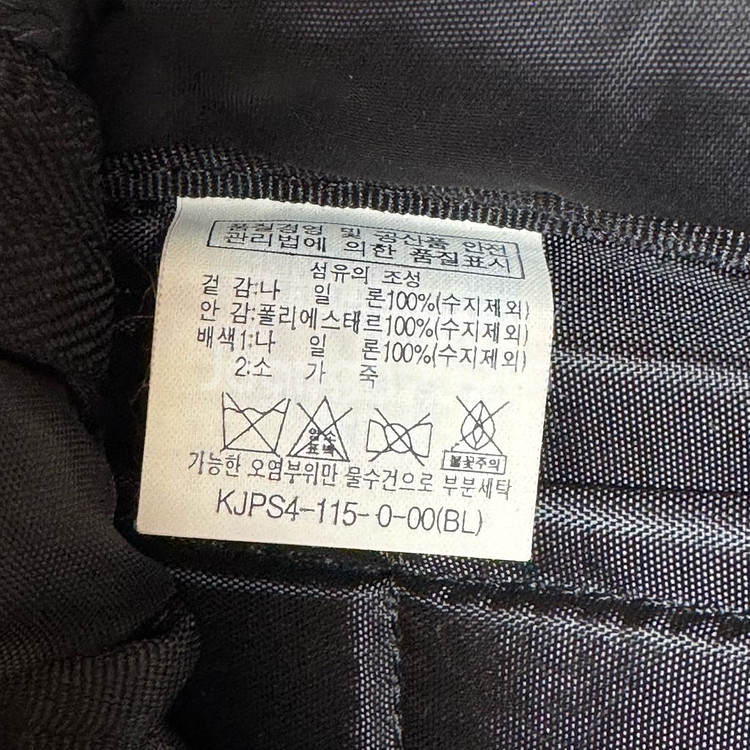 품질경영 및 공산품 안전
관리법에 의한 품질표시
섬유의 조성
겉 감:나 일 론100%(수지제외)
안 감:폴리에스테르100%(수지제외)
배색1:나 일 론100%(수지제외)
2:소 가 죽
염소
표백
불꽃주의
가능한 오염부위만 물수건으로 부분세탁
KJPS4-115-0-00(BL)